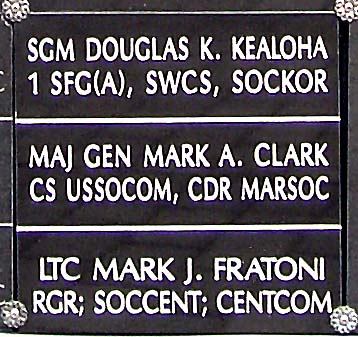 SGM DOUGLAS K. KEALOHA
1 SFG(A), SWCS, SOCKOR
MAJ GEN MARK A. CLARK
CS USSOCOM, CDR MARSOC
LTC MARK J. FRATONI
RGR; SOCCENT; CENTCOM